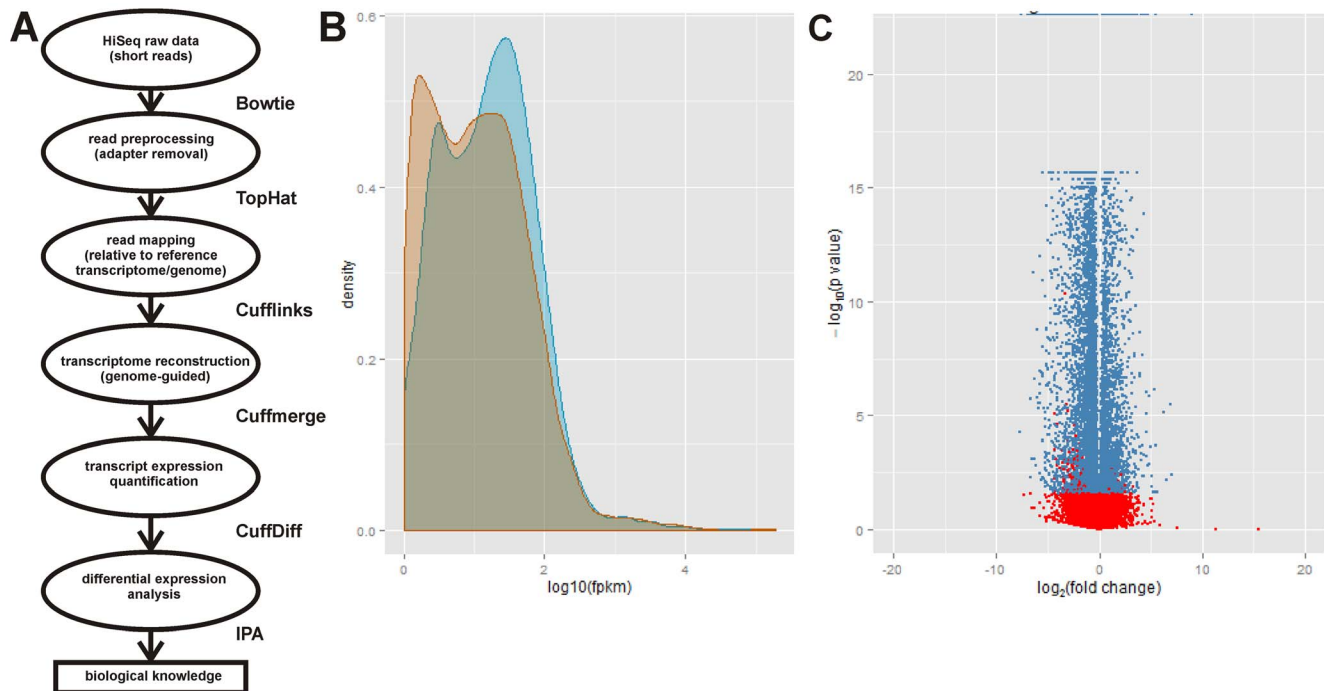 A
HiSeq raw data
(short reads)
Bowtie
read preprocessing
(adapter removal)
TopHat
read mapping
(relative to reference
transcriptome/genome)
Cufflinks
transcriptome reconstruction
(genome-guided)
Cuffmerge
transcript expression
quantification
CuffDiff
differential expression
analysis
IPA
biological knowledge
B
0.6
0.4
0.2
0.0
density
0 2 4
log10(fpkm)
C
20
15
10
5
0
- log10(p value)
-20 -10 0 10 20
log2(fold change)